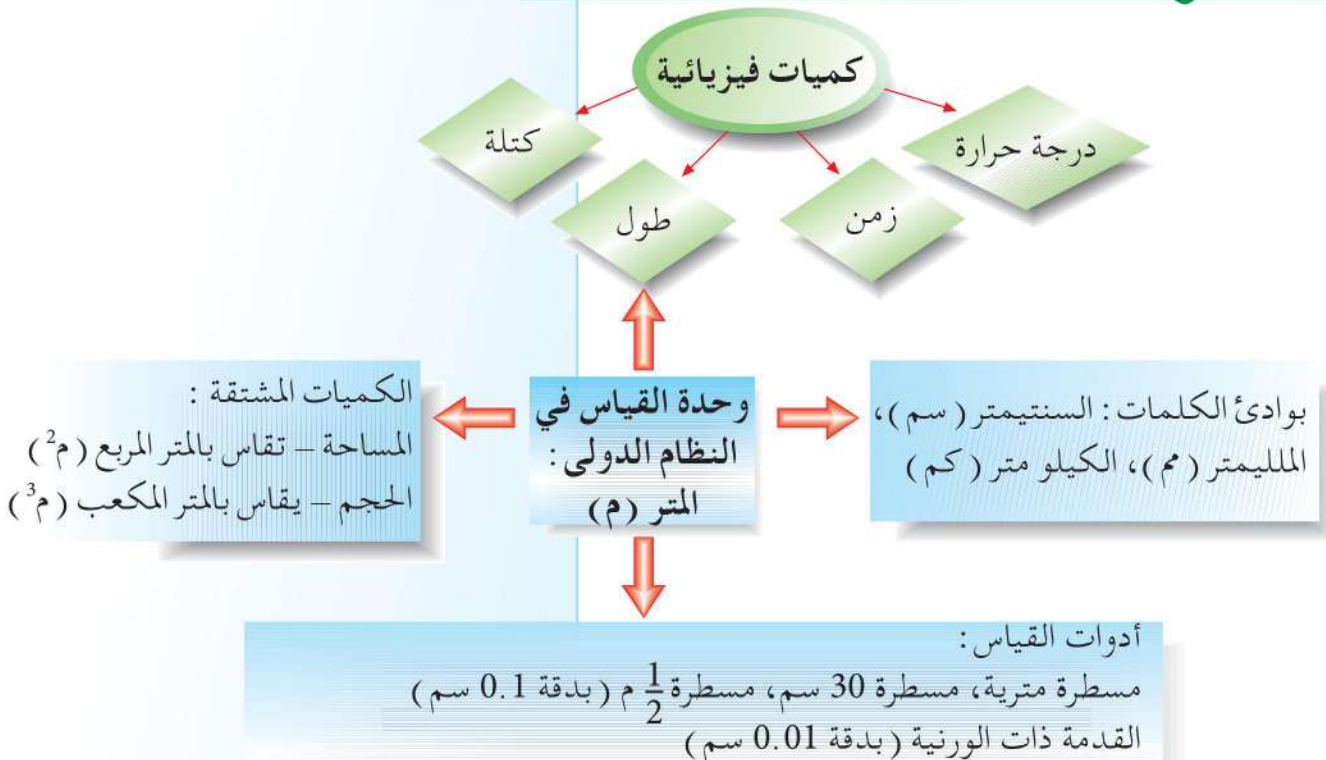 كميات فيزيائية
درجة حرارة
زمن
طول
كتلة
بوادئ الكلمات : السنتيمتر ( سم )،
الملليمتر ( مم )، الكيلو متر ( كم )
وحدة القياس في
النظام الدولى :
المتر (م)
الكميات المشتقة :
المساحة – تقاس بالمتر المربع ( م² )
الحجم – يقاس بالمتر المكعب ( م³ )
أدوات القياس :
مسطرة مترية، مسطرة 30 سم، مسطرة 1/2 م ( بدقة 0.1 سم )
القدمة ذات الورنية ( بدقة 0.01 سم )